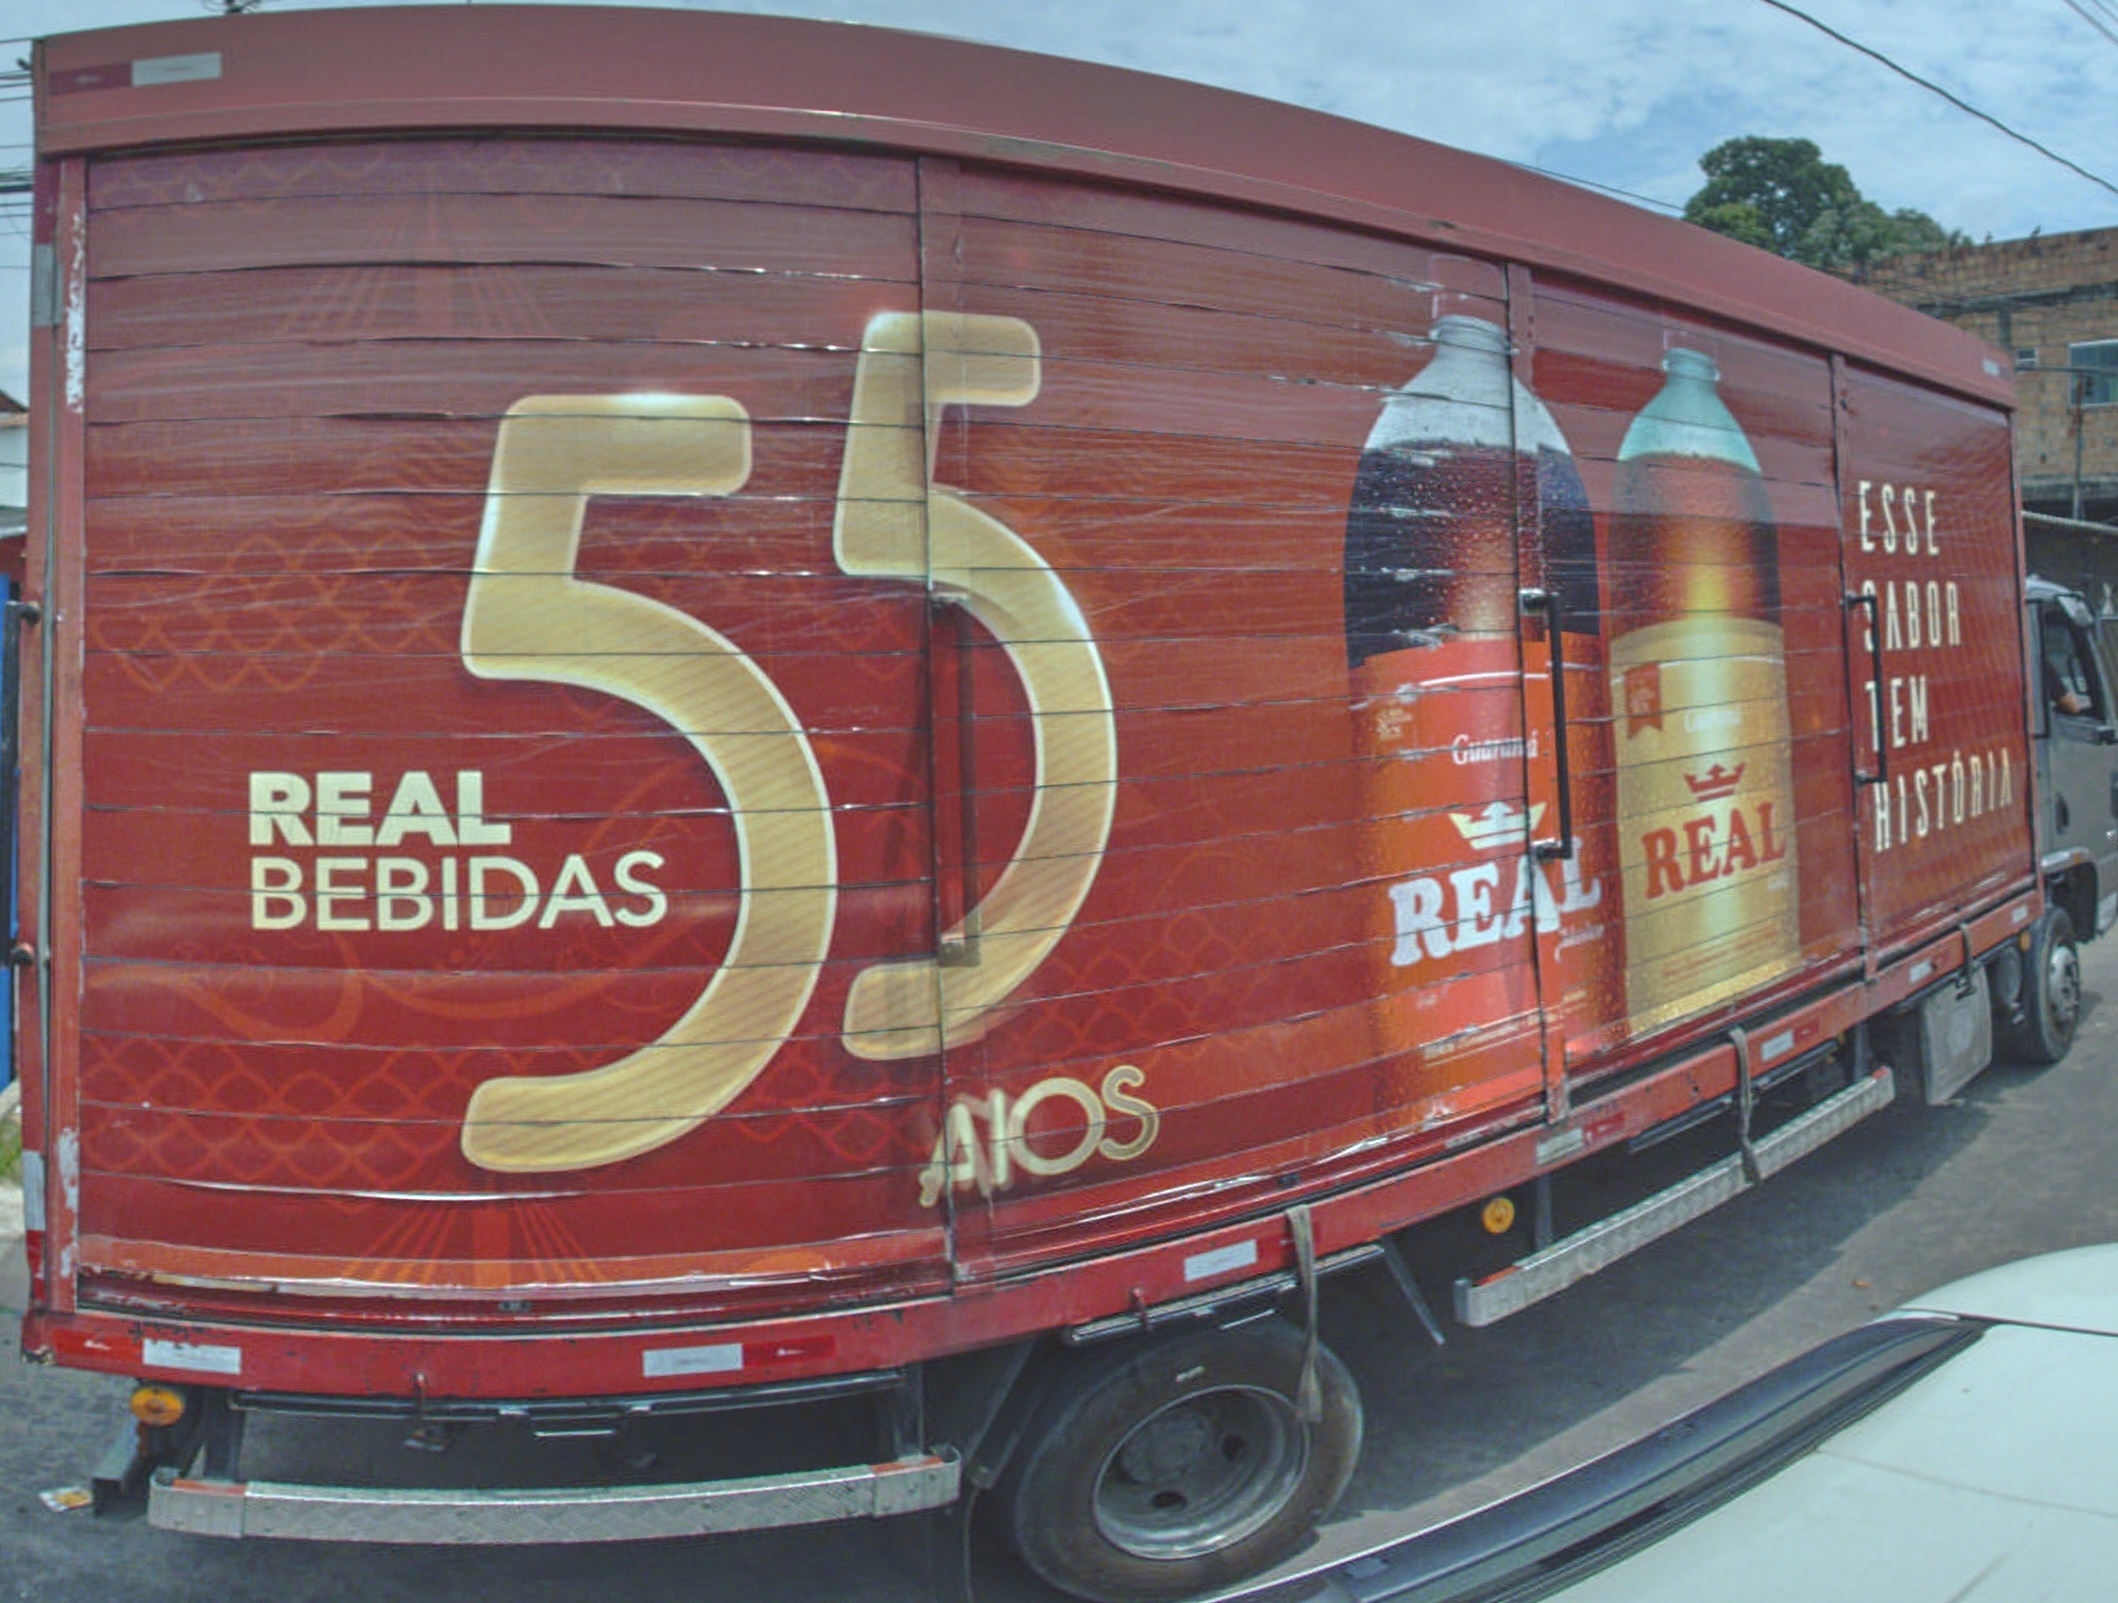 55
REAL
BEBIDAS
ANOS
Guaraná
REAL
REAL
ESSE
SABOR
TEM
HISTÓRIA